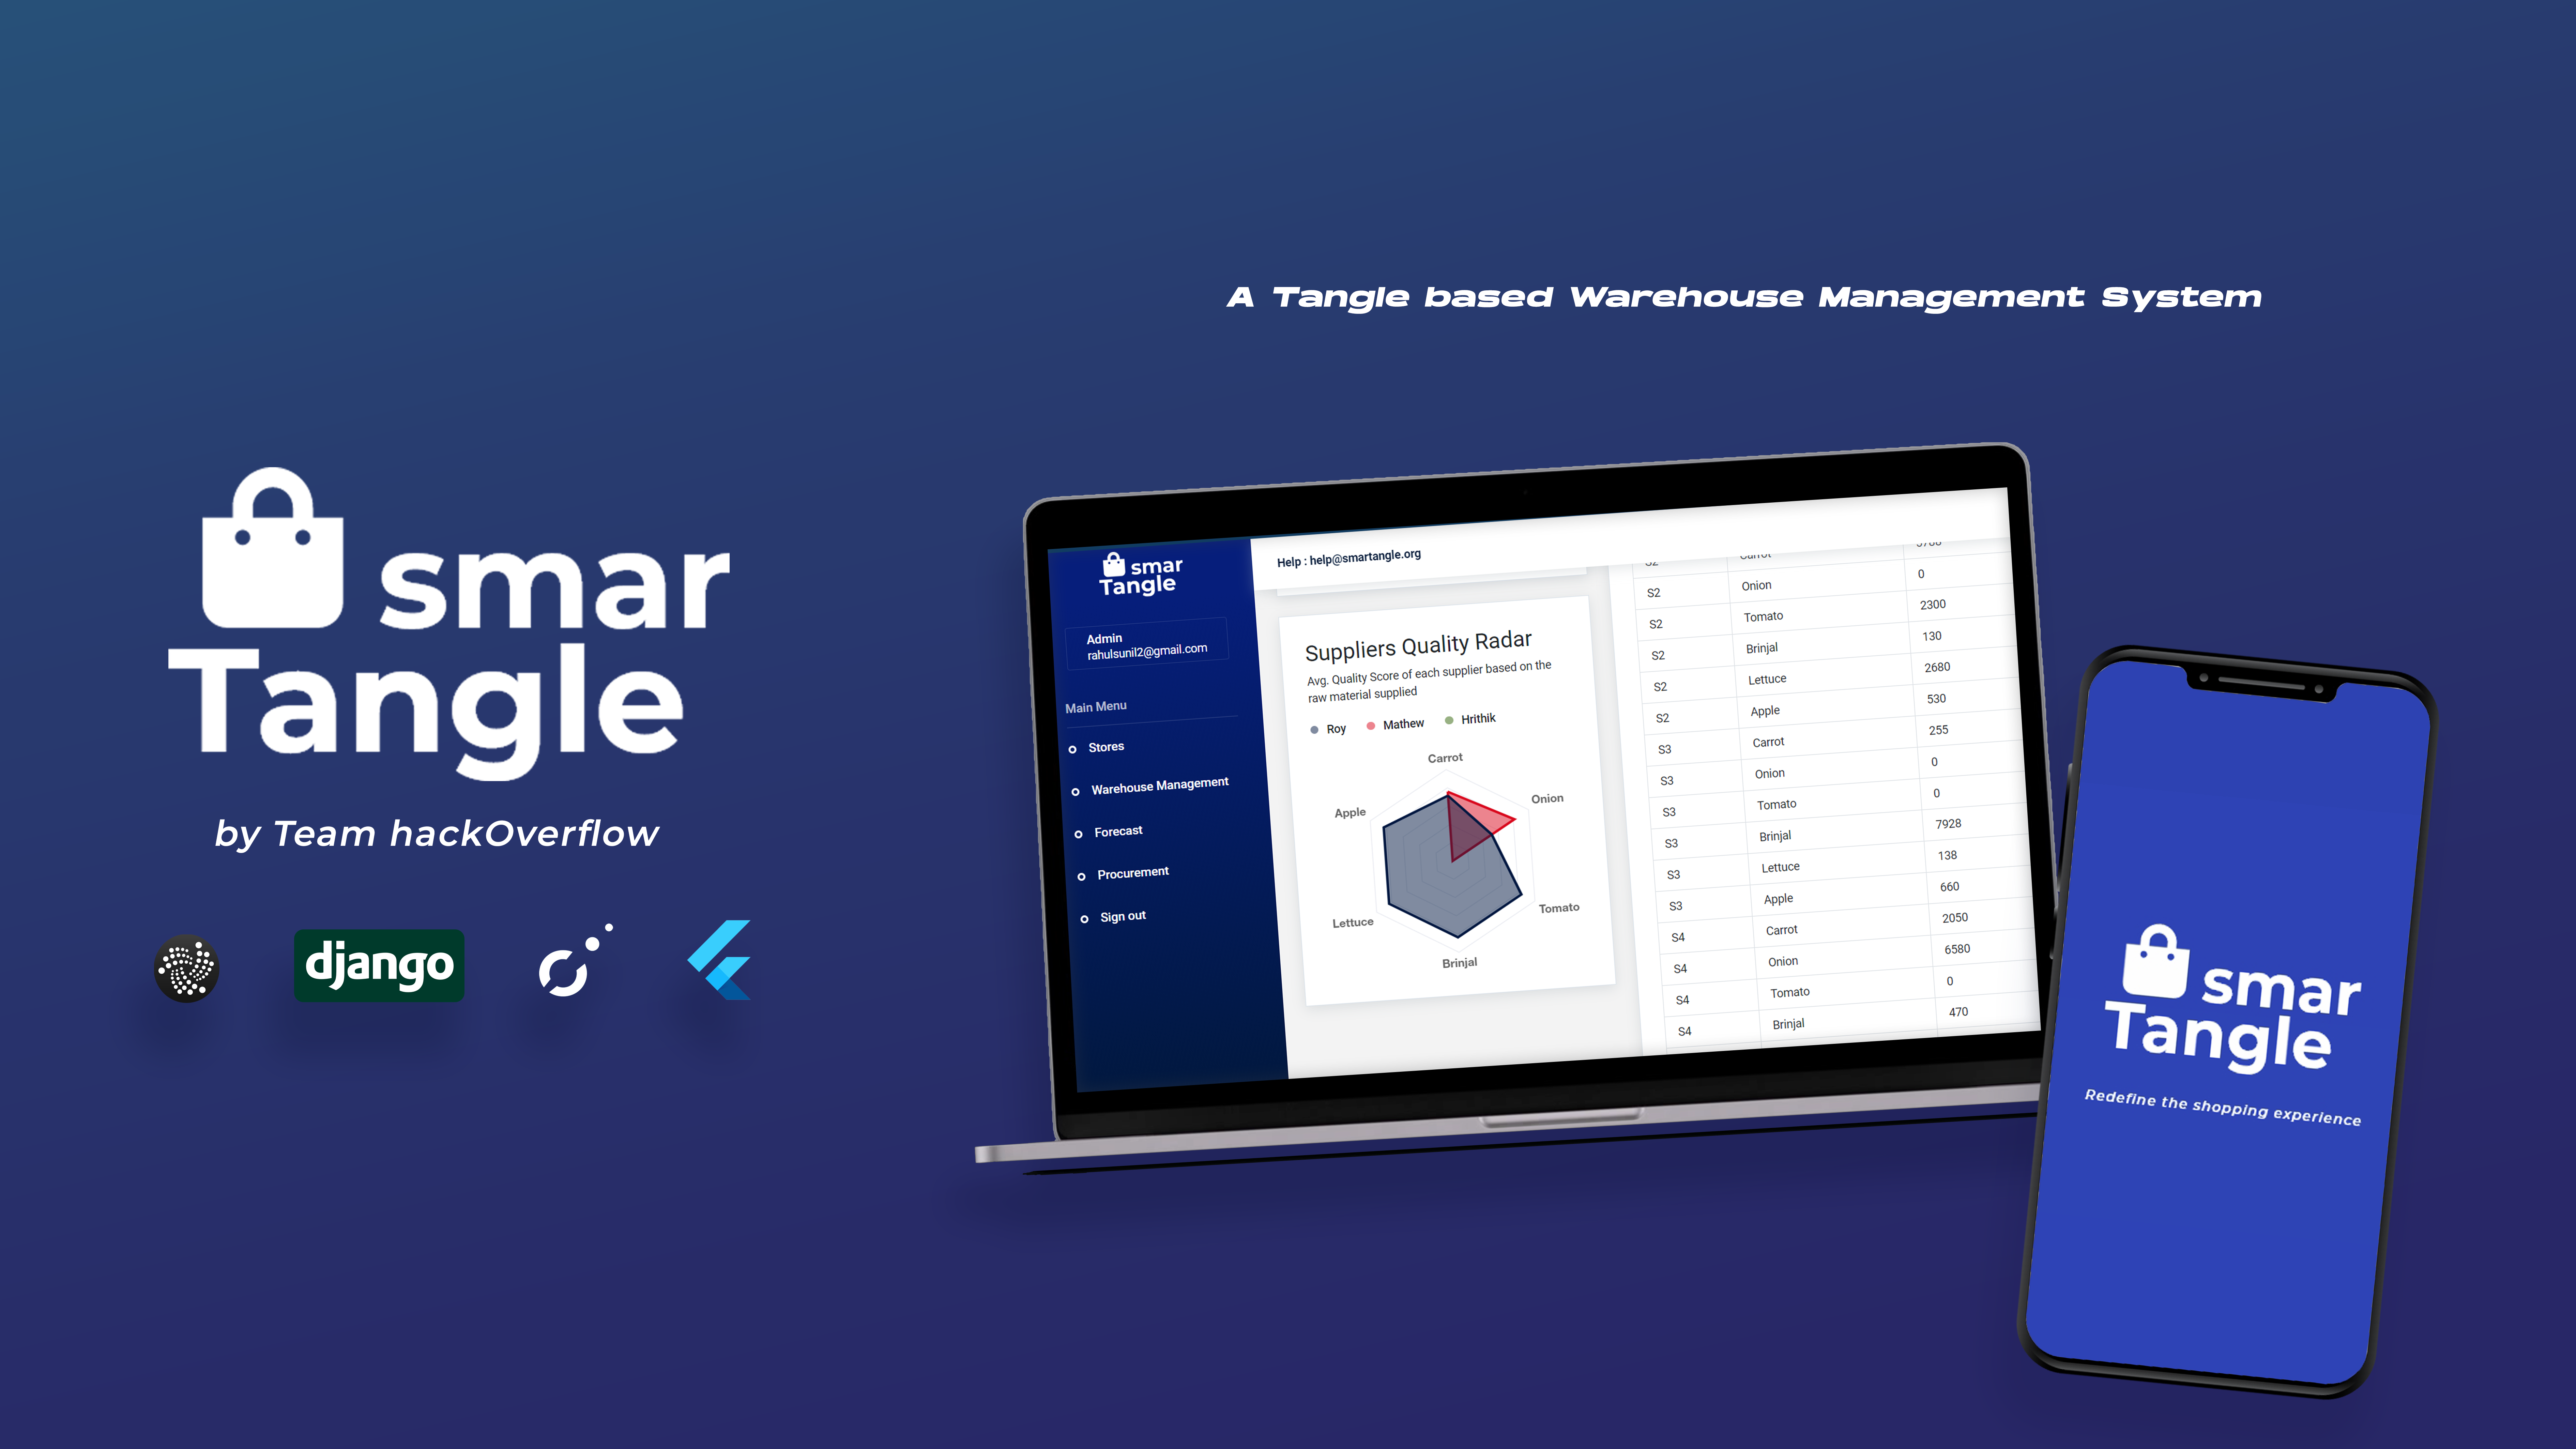 A Tangle based Warehouse Management System
smar
Tangle
by Team hackOverflow
django
smar
Tangle
Admin
rahulsunil2@gmail.com
Main Menu
Stores
Warehouse Management
Forecast
Procurement
Sign out
Help : help@smartangle.org
Suppliers Quality Radar
Avg. Quality Score of each supplier based on the
raw material supplied
Roy Mathew Hrithik
Carrot
Apple Onion
Lettuce Tomato
Brinjal
S2 Carrot
S2 Onion 0
S2 Tomato 2300
S2 Brinjal 130
S2 Lettuce 2680
S2 Apple 530
S3 Carrot 255
S3 Onion 0
S3 Tomato 0
S3 Brinjal 7928
S3 Lettuce 138
S3 Apple 660
S4 Carrot 2050
S4 Onion 6580
S4 Tomato 0
S4 Brinjal 470
smar
Tangle
Redefine the shopping experience